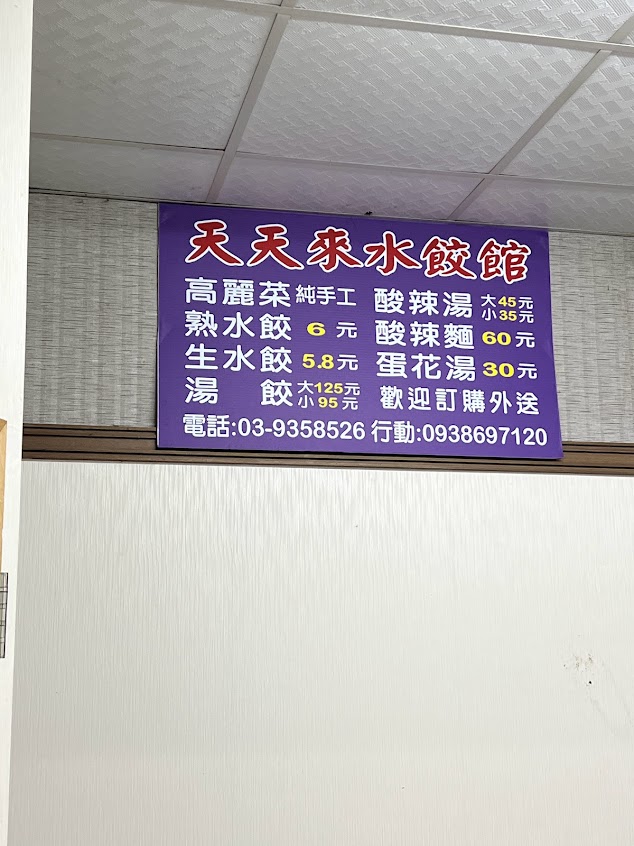 天天來水餃館
高麗菜 純手工
熟水餃 6 元
生水餃 5.8元
湯 餃 大125元 小95元
酸辣湯 大45元 小35元
酸辣麵 60元
蛋花湯 30元
歡迎訂購外送
電話:03-9358526 行動:0938697120